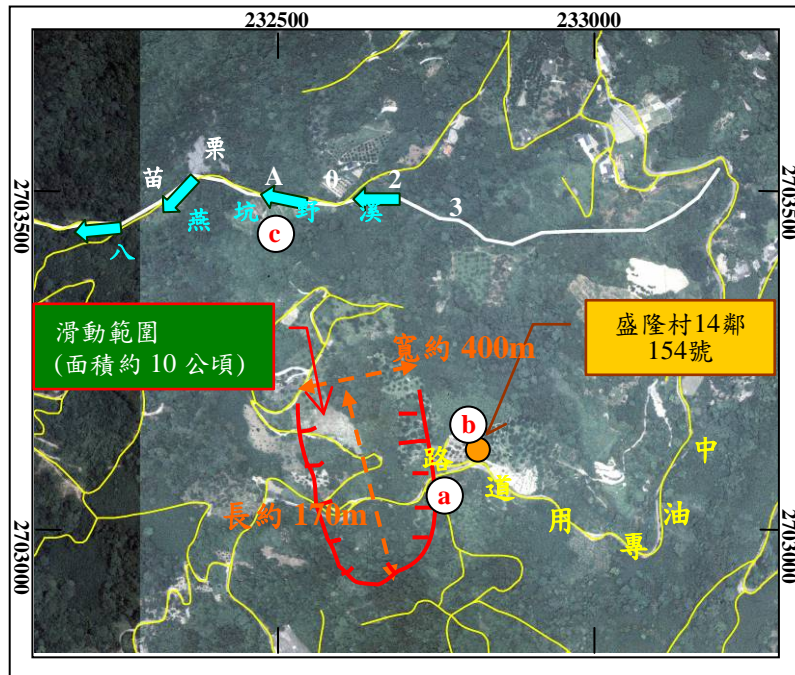 232500
233000
2703500
2703500
苗
栗
A
0
2
3
八
燕
坑
野
溪
c
滑動範圍
(面積約 10 公頃)
寬約 400m
盛隆村14鄰
154號
b
a
長約 170m
路
道
用
專
油
中
2703000
2703000